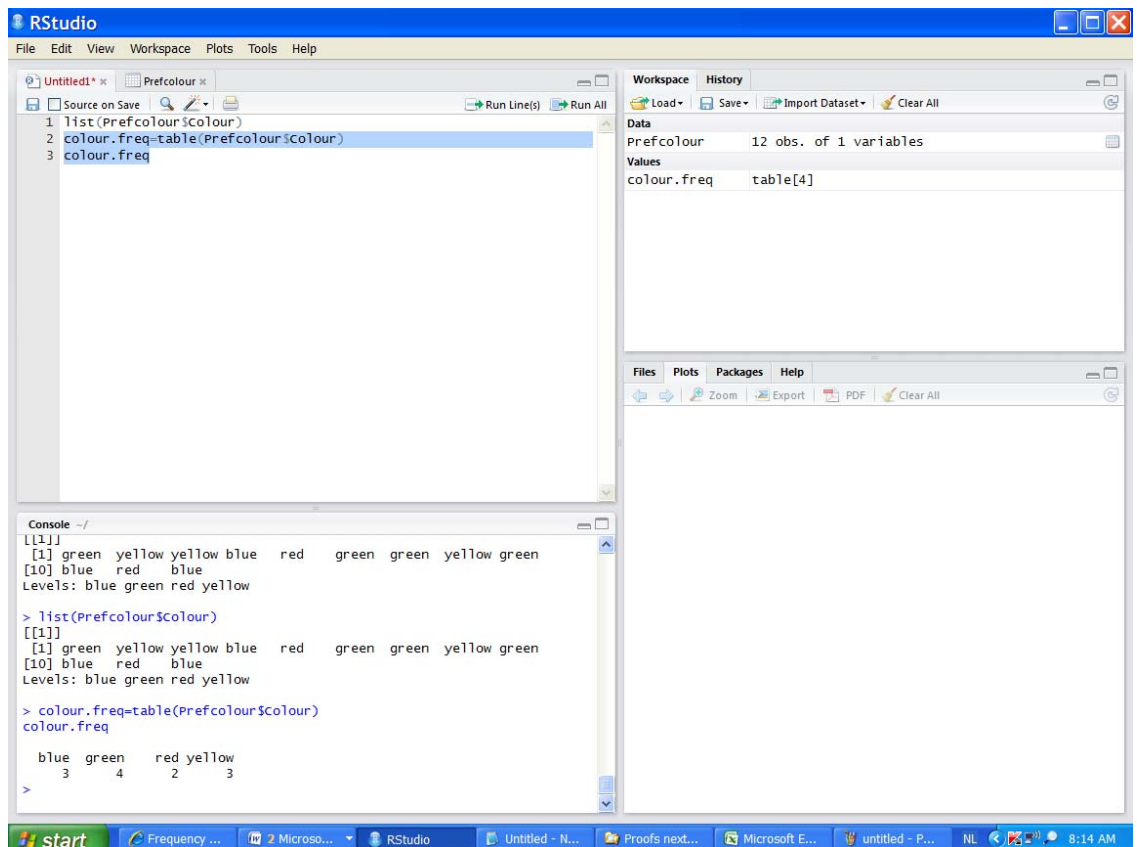 RStudio
File Edit View Workspace Plots Tools Help
Untitled1* × Prefcolour ×
Source on Save Run Line(s) Run All
1 list(Prefcolour$Colour)
2 colour.freq=table(Prefcolour$Colour)
3 colour.freq
Console ~/
[[1]]
[1] green yellow yellow blue red green green yellow green
[10] blue red blue
Levels: blue green red yellow
> list(Prefcolour$Colour)
[[1]]
[1] green yellow yellow blue red green green yellow green
[10] blue red blue
Levels: blue green red yellow
> colour.freq=table(Prefcolour$Colour)
colour.freq
blue green red yellow
3 4 2 3
>
Workspace History
Load Save Import Dataset Clear All
Data
Prefcolour 12 obs. of 1 variables
Values
colour.freq table[4]
Files Plots Packages Help
Zoom Export PDF Clear All
start Frequency ... 2 Microso... RStudio Untitled - N... Proofs next... Microsoft E... untitled - P... NL 8:14 AM